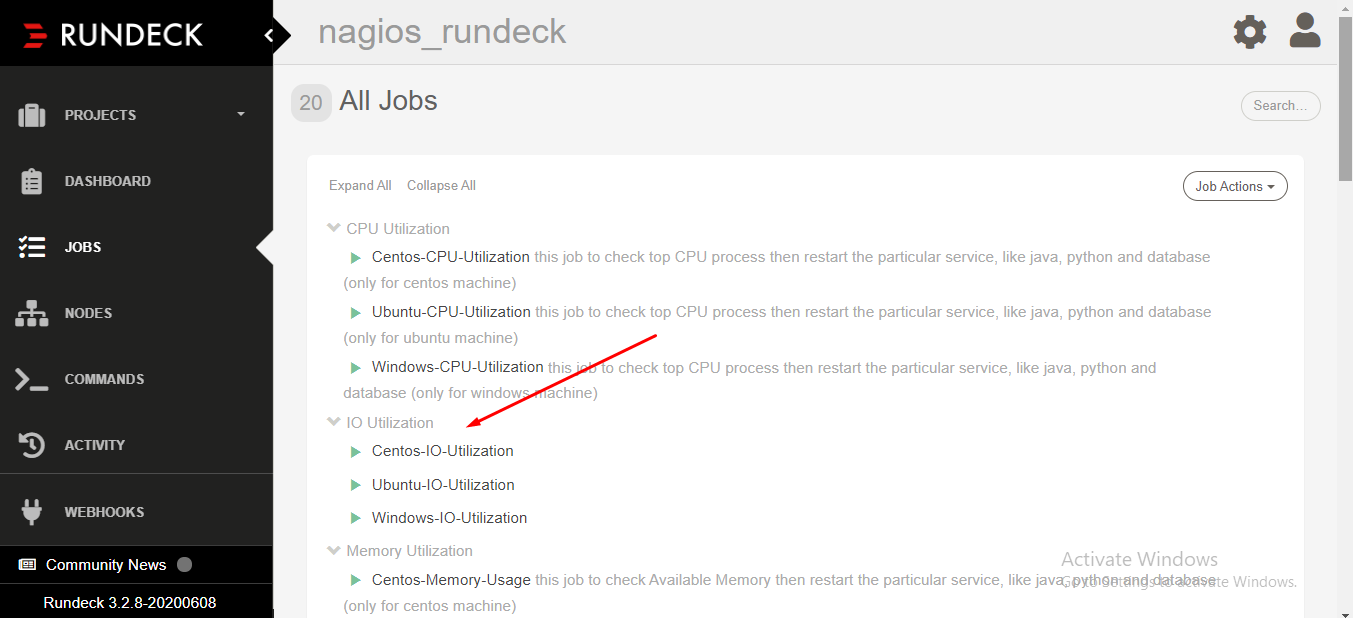 RUNDECK
nagios_rundeck
PROJECTS
DASHBOARD
JOBS
NODES
COMMANDS
ACTIVITY
WEBHOOKS
Community News
Rundeck 3.2.8-20200608
20 All Jobs
Search...
Expand All Collapse All
Job Actions
CPU Utilization
Centos-CPU-Utilization this job to check top CPU process then restart the particular service, like java, python and database
(only for centos machine)
Ubuntu-CPU-Utilization this job to check top CPU process then restart the particular service, like java, python and database
(only for ubuntu machine)
Windows-CPU-Utilization this job to check top CPU process then restart the particular service, like java, python and
database (only for windows machine)
IO Utilization
Centos-IO-Utilization
Ubuntu-IO-Utilization
Windows-IO-Utilization
Memory Utilization
Centos-Memory-Usage this job to check Available Memory then restart the particular service, like java, python and database
(only for centos machine)
Activate Windows
Go to Settings to activate Windows.